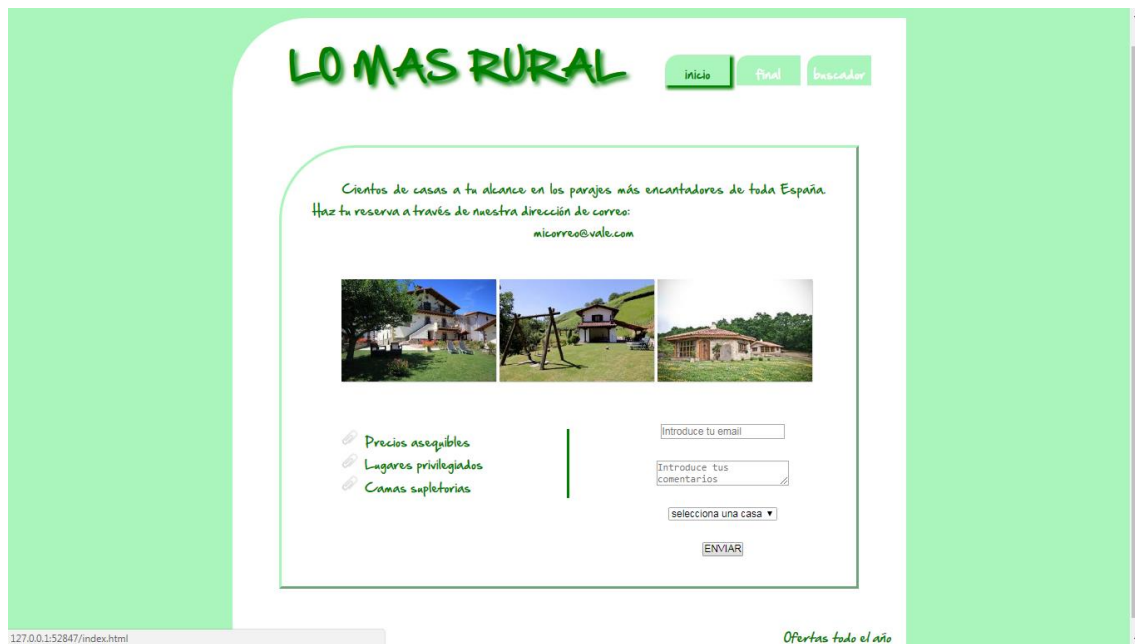 LO MAS RURAL
inicio
final
buscador
Cientos de casas a tu alcance en los parajes más encantadores de toda España.
Haz tu reserva a través de nuestra dirección de correo:
micorreo@vale.com
Precios asequibles
Lugares privilegiados
Camas supletorias
Introduce tu email
Introduce tus
comentarios
selecciona una casa
ENVIAR
Ofertas todo el año
127.0.0.1:52847/index.html